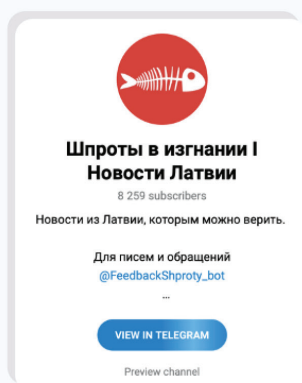 Шпроты в изгнании I
Новости Латвии
8 259 subscribers
Новости из Латвии, которым можно верить.
Для писем и обращений
@FeedbackShproty_bot
...
VIEW IN TELEGRAM
Preview channel